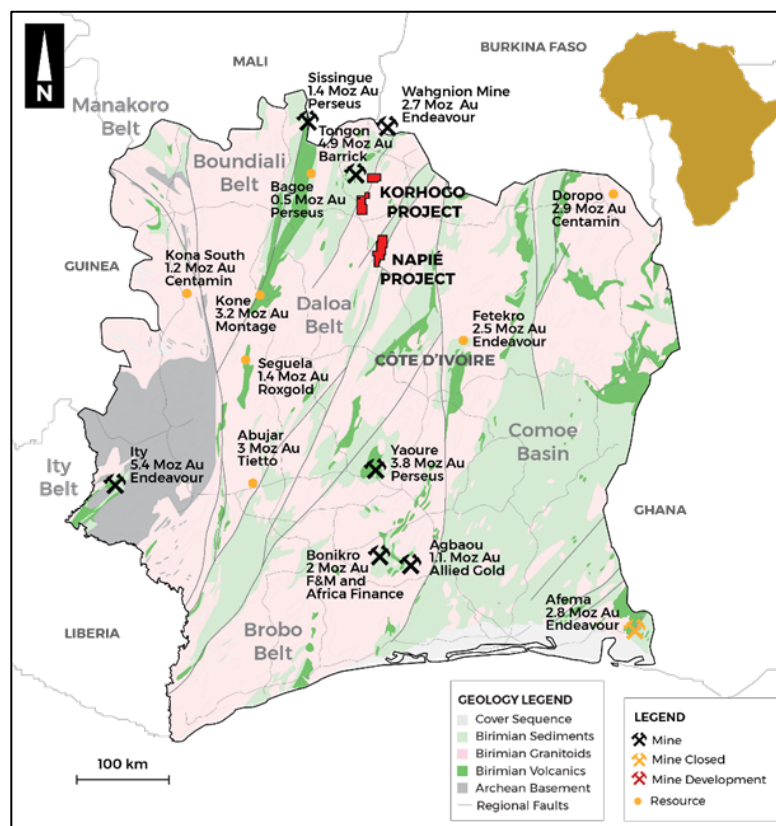 N
MALI
BURKINA FASO
Sissingue
1.4 Moz Au
Perseus
Wahgnion Mine
2.7 Moz Au
Endeavour
Manakoro
Belt
Tongon
4.9 Moz Au
Barrick
Boundiali
Belt
Bagoe
0.5 Moz Au
Perseus
KORHOGO
PROJECT
Doropo
2.9 Moz Au
Centamin
NAPIÉ
PROJECT
GUINEA
Kona South
1.2 Moz Au
Centamin
Kone
3.2 Moz Au
Montage
Daloa
Belt
Fetekro
2.5 Moz Au
Endeavour
CÔTE D'IVOIRE
Seguela
1.4 Moz Au
Roxgold
Comoe
Basin
Ity
Belt
Ity
5.4 Moz Au
Endeavour
Abujar
3 Moz Au
Tietto
Yaoure
3.8 Moz Au
Perseus
GHANA
Bonikro
2 Moz Au
F&M and
Africa Finance
Agbaou
1.1. Moz Au
Allied Gold
Afema
2.8 Moz Au
Endeavour
LIBERIA
Brobo
Belt
100 km
GEOLOGY LEGEND
Cover Sequence
Birimian Sediments
Birimian Granitoids
Birimian Volcanics
Archean Basement
Regional Faults
LEGEND
Mine
Mine Closed
Mine Development
Resource